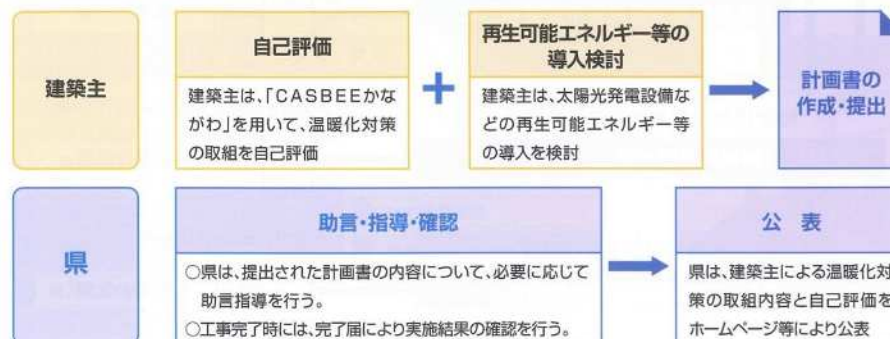 建築主
自己評価
建築主は、「CASBEEかな
がわ」を用いて、温暖化対策
の取組を自己評価
+
再生可能エネルギー等の
導入検討
建築主は、太陽光発電設備な
どの再生可能エネルギー等
の導入を検討
計画書の
作成・提出
県
助言・指導・確認
○県は、提出された計画書の内容について、必要に応じて
助言指導を行う。
○工事完了時には、完了届により実施結果の確認を行う。
公 表
県は、建築主による温暖化対
策の取組内容と自己評価を
ホームページ等により公表